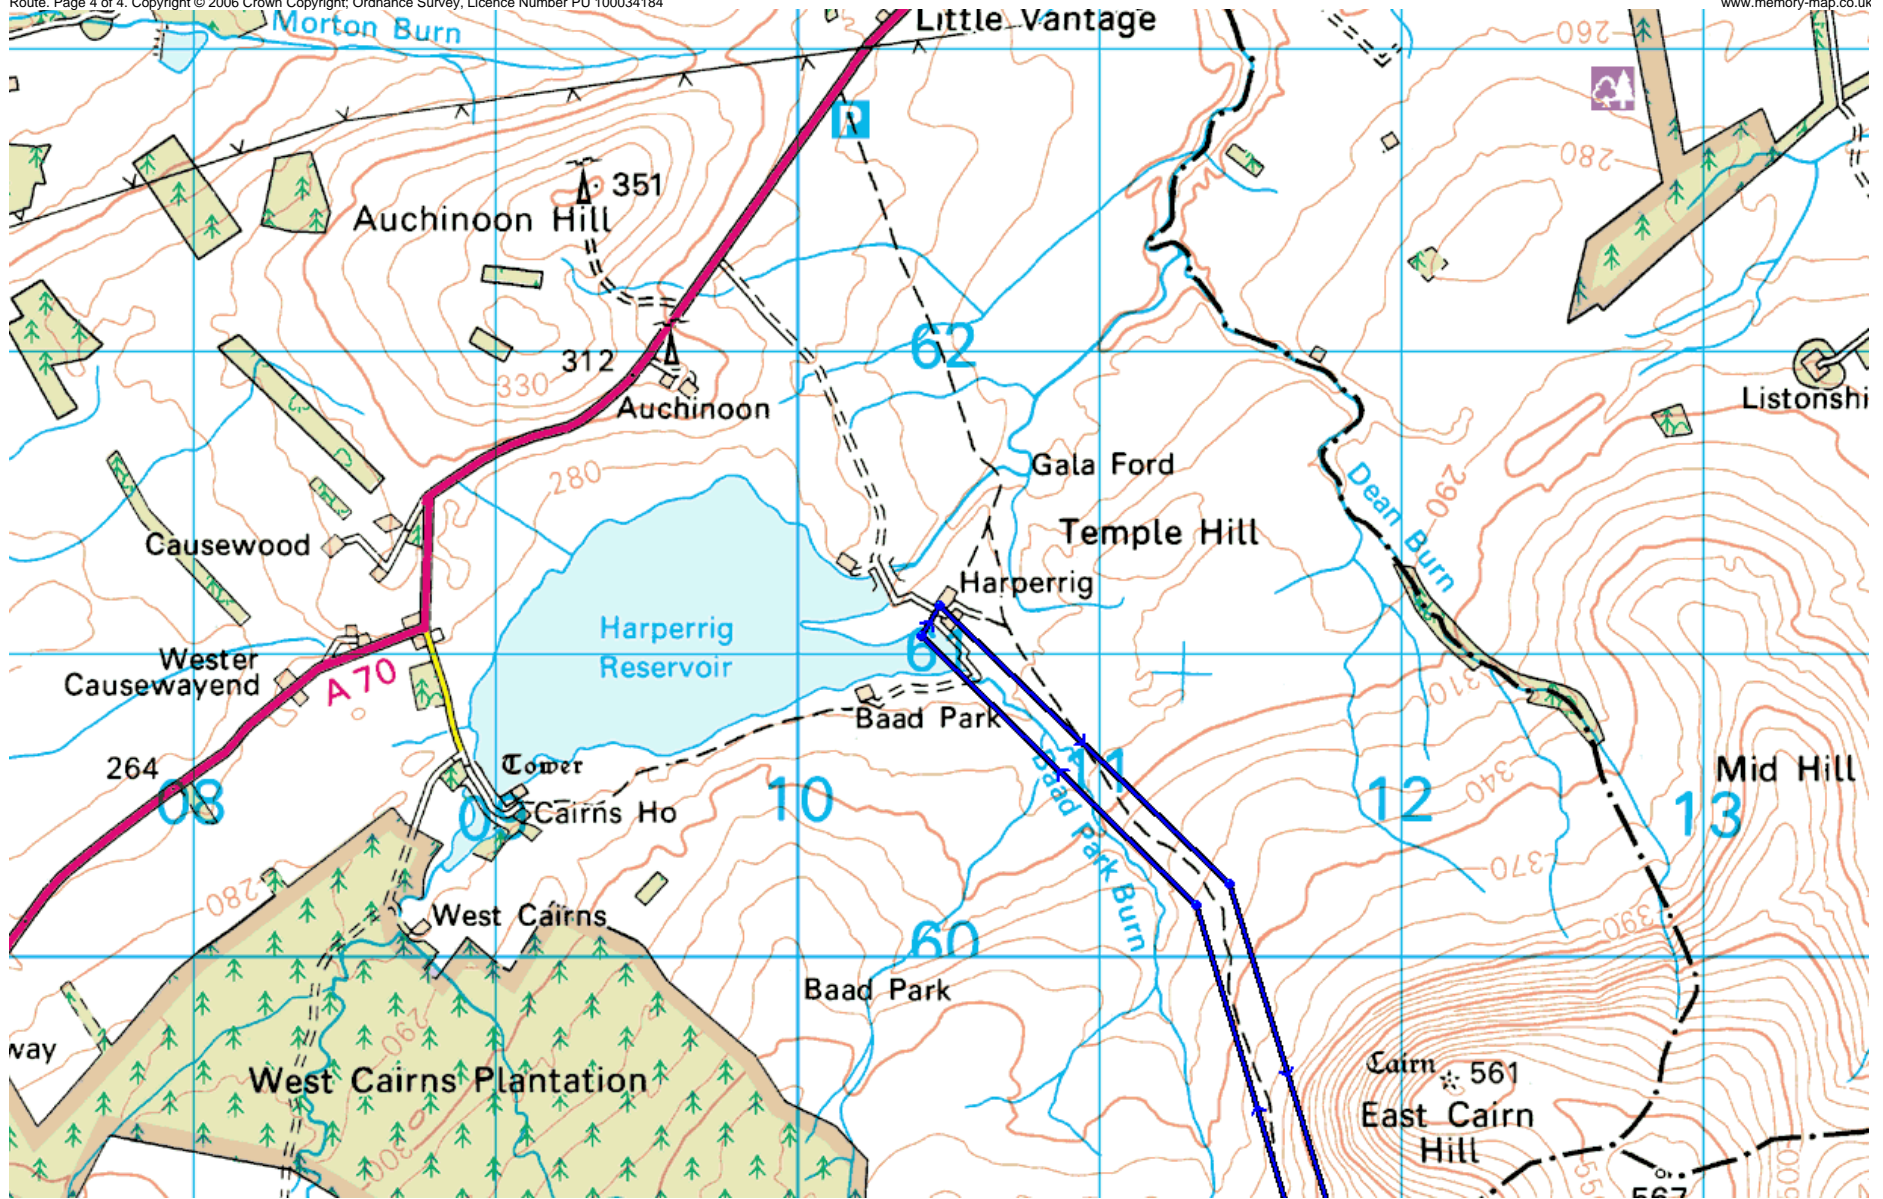 Route. Page 4 of 4. Copyright © 2006 Crown Copyright; Ordnance Survey, Licence Number PU 100034184
www.memory-map.co.uk
Morton Burn
Little Vantage
260
P
280
351
Auchinoon Hill
62
312
330
Auchinoon
Listonshi
280
Gala Ford
Dean Burn
290
Causewood
Temple Hill
Harperrig
Harperrig
Reservoir
61
Wester
Causewayend
A 70
310
Baad Park
264
Tower
Mid Hill
08
09
Cairns Ho
10
11
12
340
13
Baad Park Burn
370
280
West Cairns
390
60
Baad Park
290
way
West Cairns Plantation
Cairn
561
East Cairn
Hill
300
567